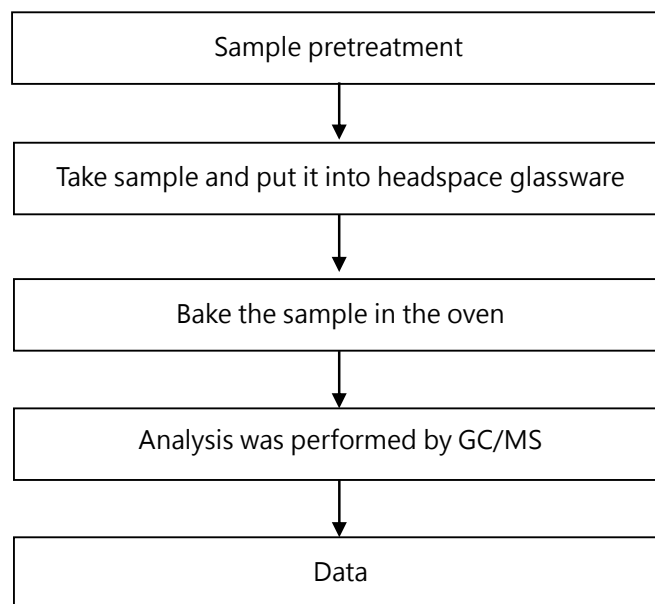 Sample pretreatment
Take sample and put it into headspace glassware
Bake the sample in the oven
Analysis was performed by GC/MS
Data